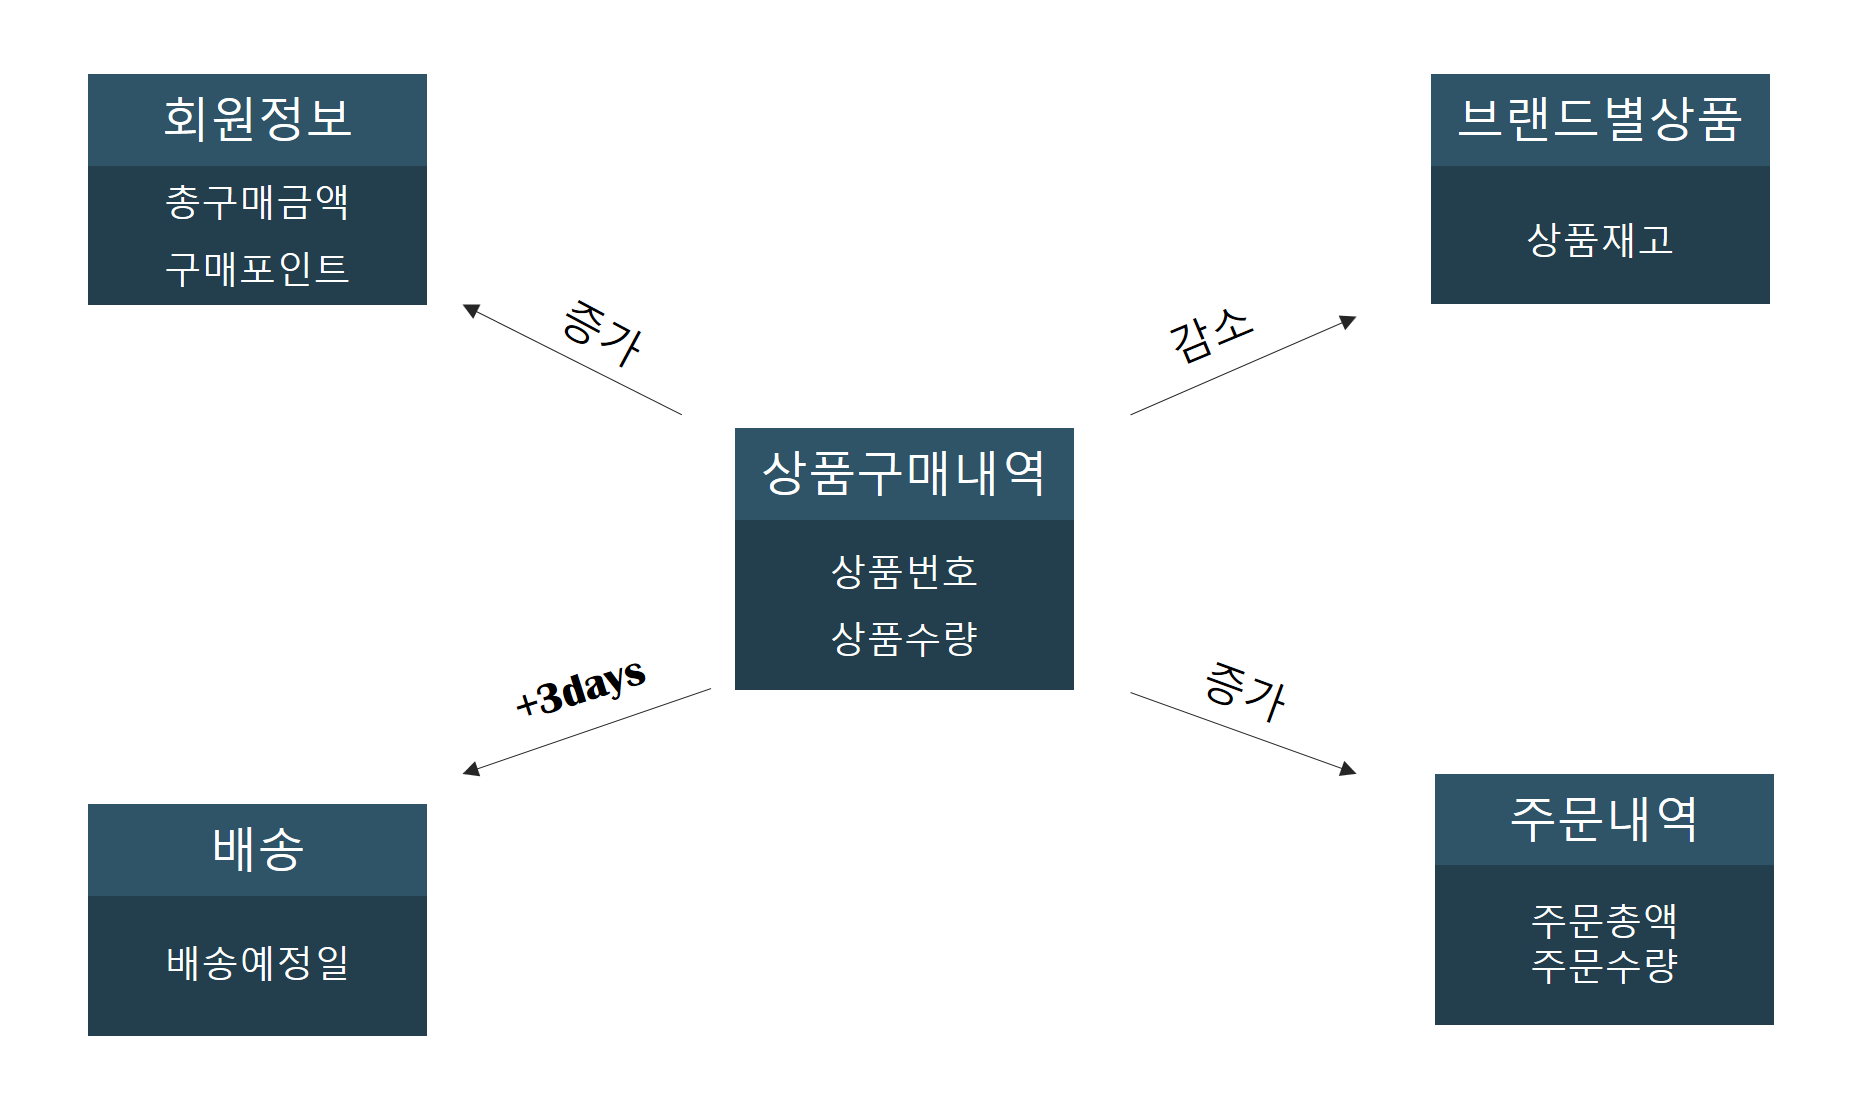 회원정보
총구매금액
구매포인트
브랜드별상품
상품재고
증가
감소
상품구매내역
상품번호
상품수량
+3days
증가
배송
배송예정일
주문내역
주문총액
주문수량